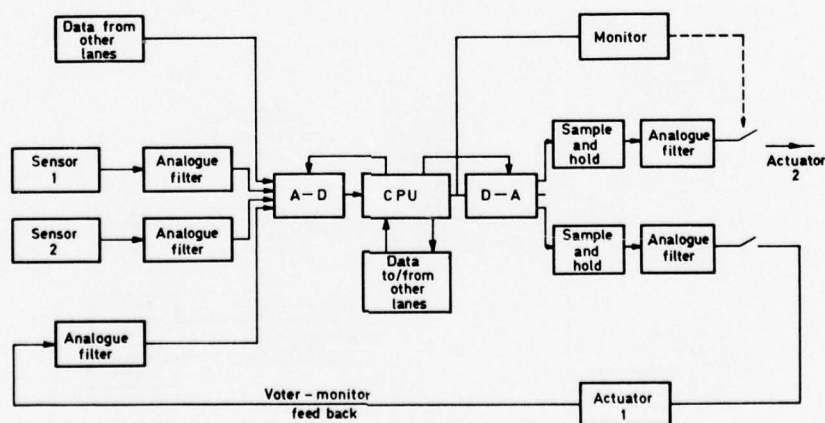 Data from
other
lanes
Monitor
Sensor
1
Analogue
filter
Sample
and
hold
Analogue
filter
Actuator
2
A-D
CPU
D-A
Sensor
2
Analogue
filter
Data
to/from
other
lanes
Sample
and
hold
Analogue
filter
Analogue
filter
Voter-monitor
feed back
Actuator
1